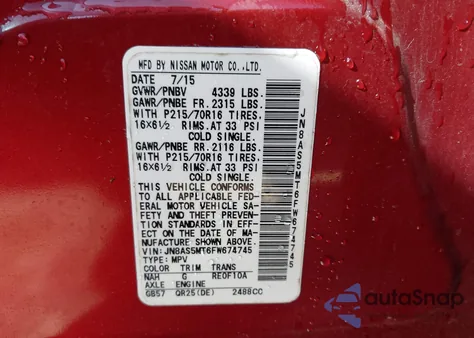 MFD BY NISSAN MOTOR CO.,LTD.
DATE 7/15
GVWR/PNBV 4339 LBS.
GAWR/PNBE FR. 2315 LBS.
WITH P215/70R16 TIRES.
16X6½ RIMS.AT 33 PSI
COLD SINGLE.
GAWR/PNBE RR. 2116 LBS.
WITH P215/70R16 TIRES.
16X6½ RIMS.AT 33 PSI
COLD SINGLE.
THIS VEHICLE CONFORMS
TO ALL APPLICABLE FED-
ERAL MOTOR VEHICLE SA-
FETY AND THEFT PREVEN-
TION STANDARDS IN EFF-
ECT ON THE DATE OF MA-
NUFACTURE SHOWN ABOVE.
VIN: JN8AS5MT6FW674745
TYPE: MPV
COLOR TRIM TRANS
NAH G RE0F10A
AXLE ENGINE
GB57 QR25(DE) 2488CC
JN8AS5MT6FW674745
autoSnap